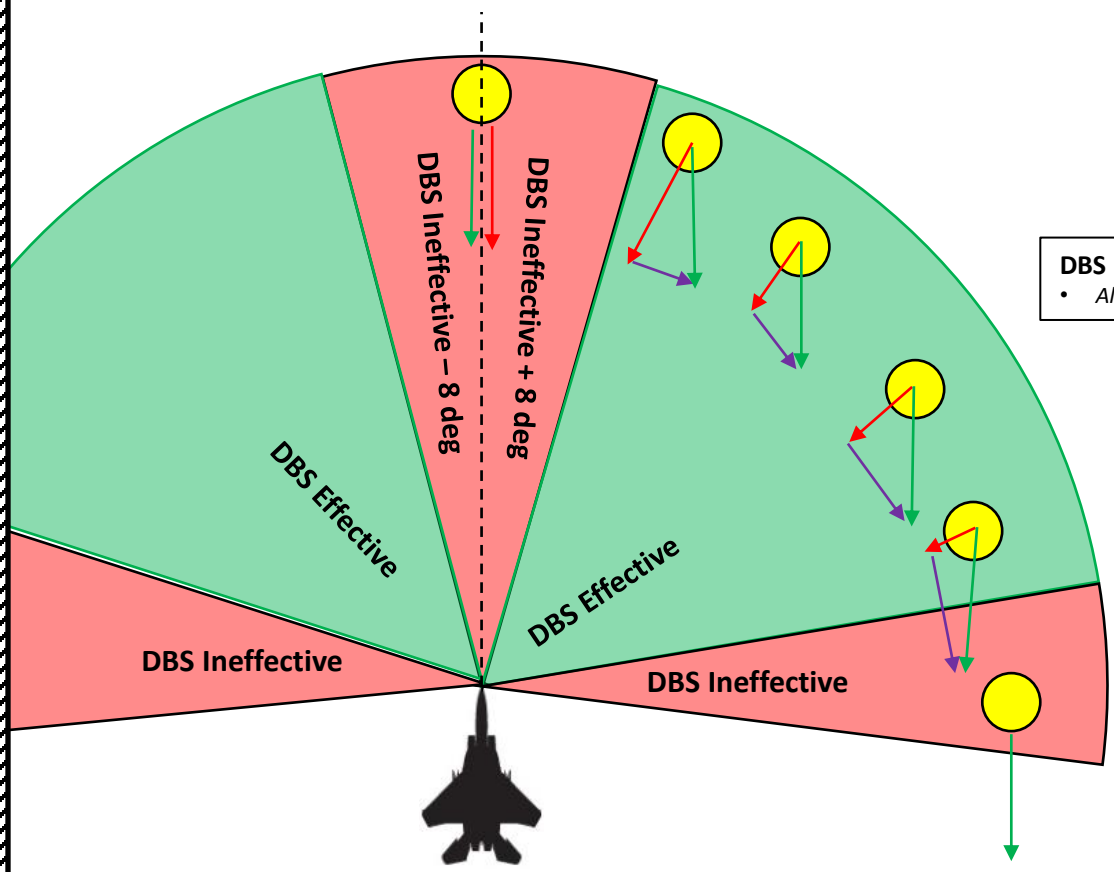 DBS Ineffective – 8 deg
DBS Ineffective + 8 deg
DBS
DBS Effective
DBS Effective
DBS Ineffective
DBS Ineffective